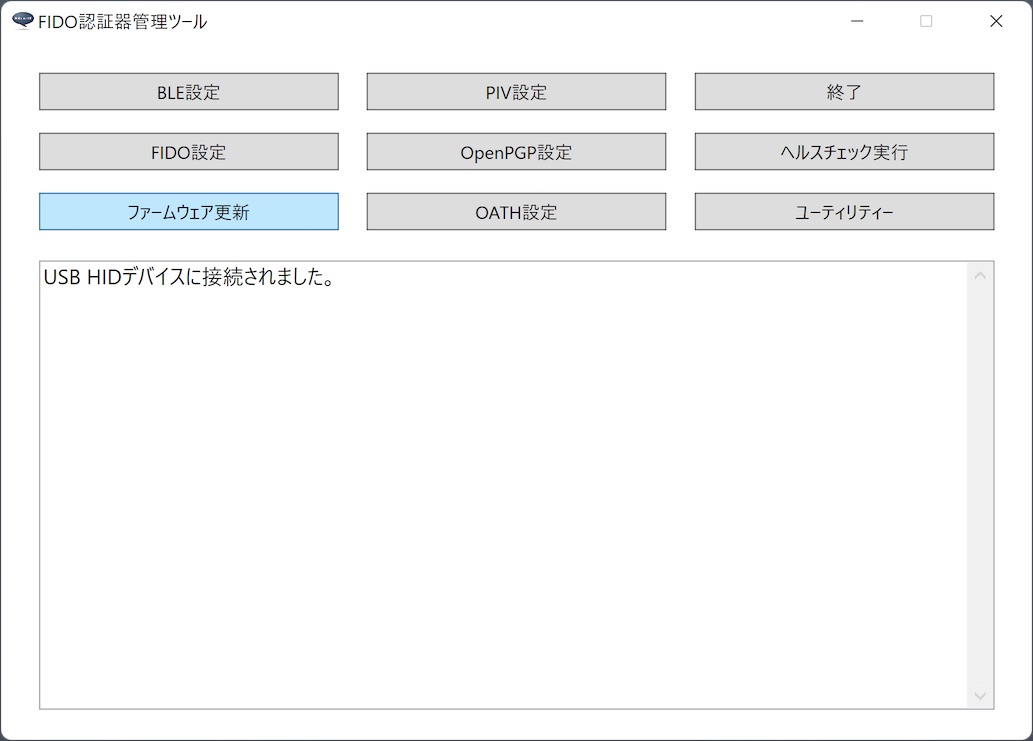 FIDO認証器管理ツール
BLE設定
PIV設定
終了
FIDO設定
OpenPGP設定
ヘルスチェック実行
ファームウェア更新
OATH設定
ユーティリティー
USB HIDデバイスに接続されました。